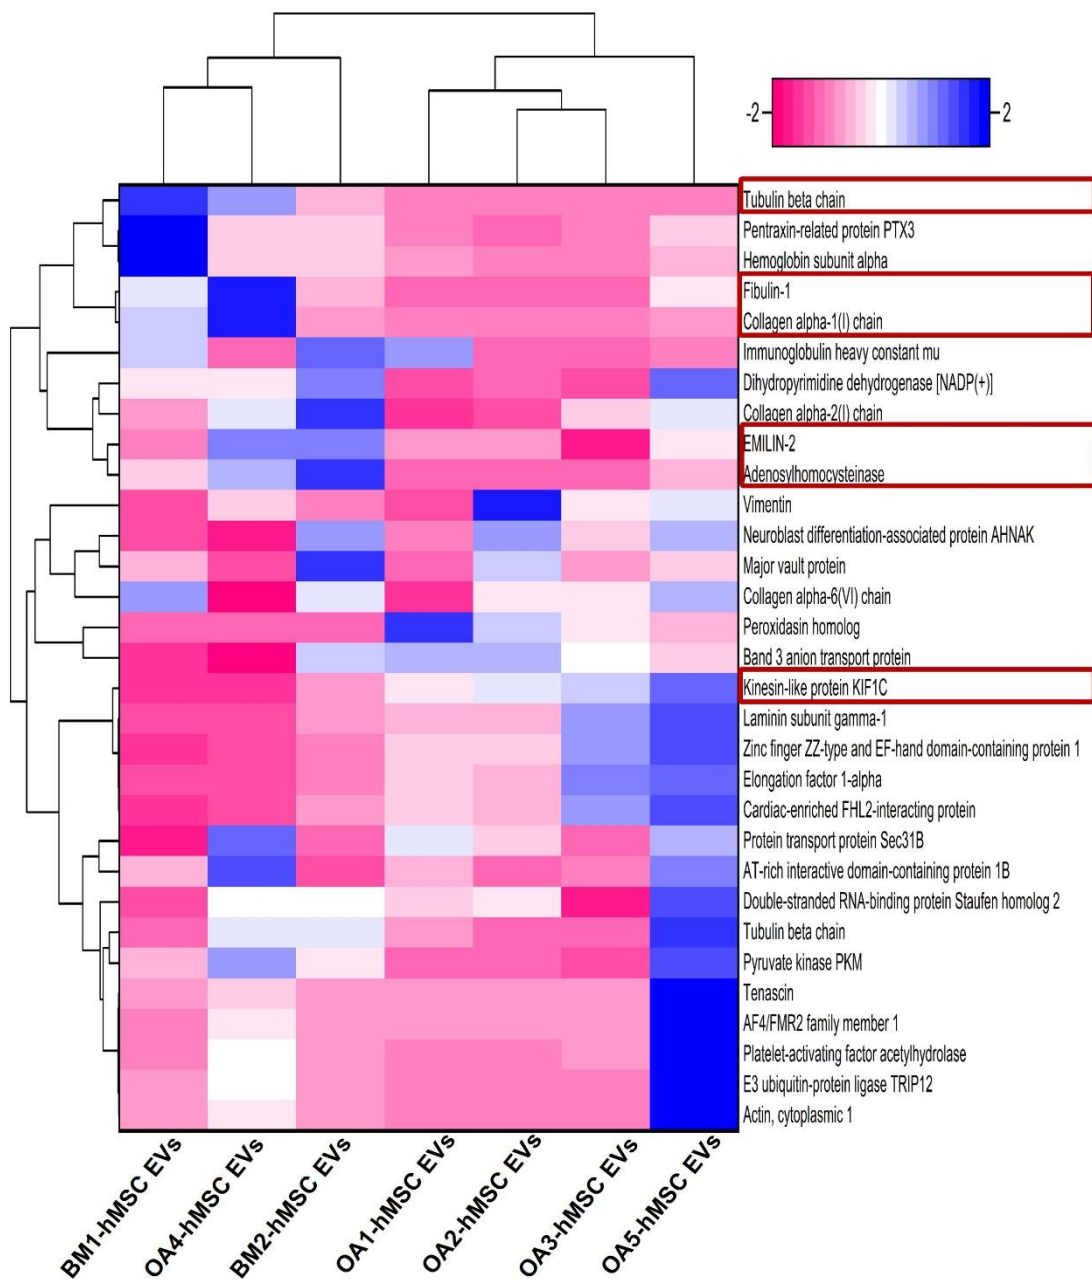 -2
2
Tubulin beta chain
Pentraxin-related protein PTX3
Hemoglobin subunit alpha
Fibulin-1
Collagen alpha-1(I) chain
Immunoglobulin heavy constant mu
Dihydropyrimidine dehydrogenase [NADP(+)]
Collagen alpha-2(I) chain
EMILIN-2
Adenosylhomocysteinase
Vimentin
Neuroblast differentiation-associated protein AHNAK
Major vault protein
Collagen alpha-6(VI) chain
Peroxidasin homolog
Band 3 anion transport protein
Kinesin-like protein KIF1C
Laminin subunit gamma-1
Zinc finger ZZ-type and EF-hand domain-containing protein 1
Elongation factor 1-alpha
Cardiac-enriched FHL2-interacting protein
Protein transport protein Sec31B
AT-rich interactive domain-containing protein 1B
Double-stranded RNA-binding protein Staufen homolog 2
Tubulin beta chain
Pyruvate kinase PKM
Tenascin
AF4/FMR2 family member 1
Platelet-activating factor acetylhydrolase
E3 ubiquitin-protein ligase TRIP12
Actin, cytoplasmic 1
BM1-hMSC EVs
OA4-hMSC EVs
BM2-hMSC EVs
OA1-hMSC EVs
OA2-hMSC EVs
OA3-hMSC EVs
OA5-hMSC EVs